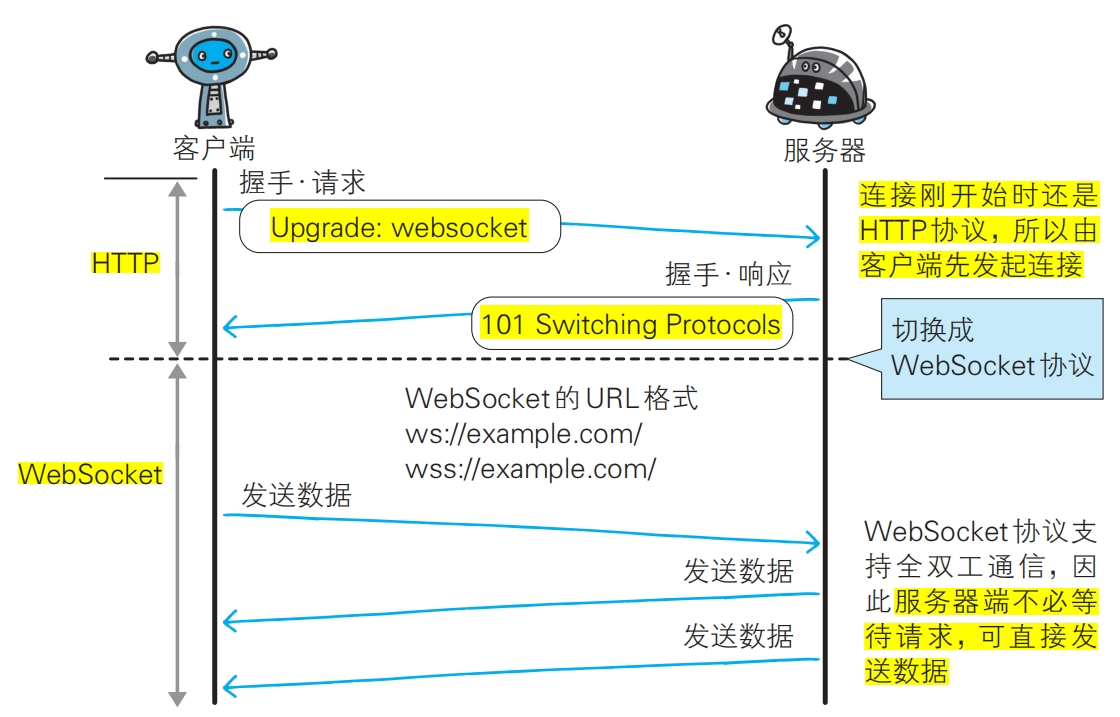 客户端
服务器
握手·请求
Upgrade: websocket
连接刚开始时还是
HTTP协议，所以由
客户端先发起连接
HTTP
握手·响应
101 Switching Protocols
切换成
WebSocket协议
WebSocket的URL格式
ws://example.com/
wss://example.com/
WebSocket
发送数据
WebSocket协议支
持全双工通信，因
此服务器端不必等
待请求，可直接发
送数据
发送数据
发送数据